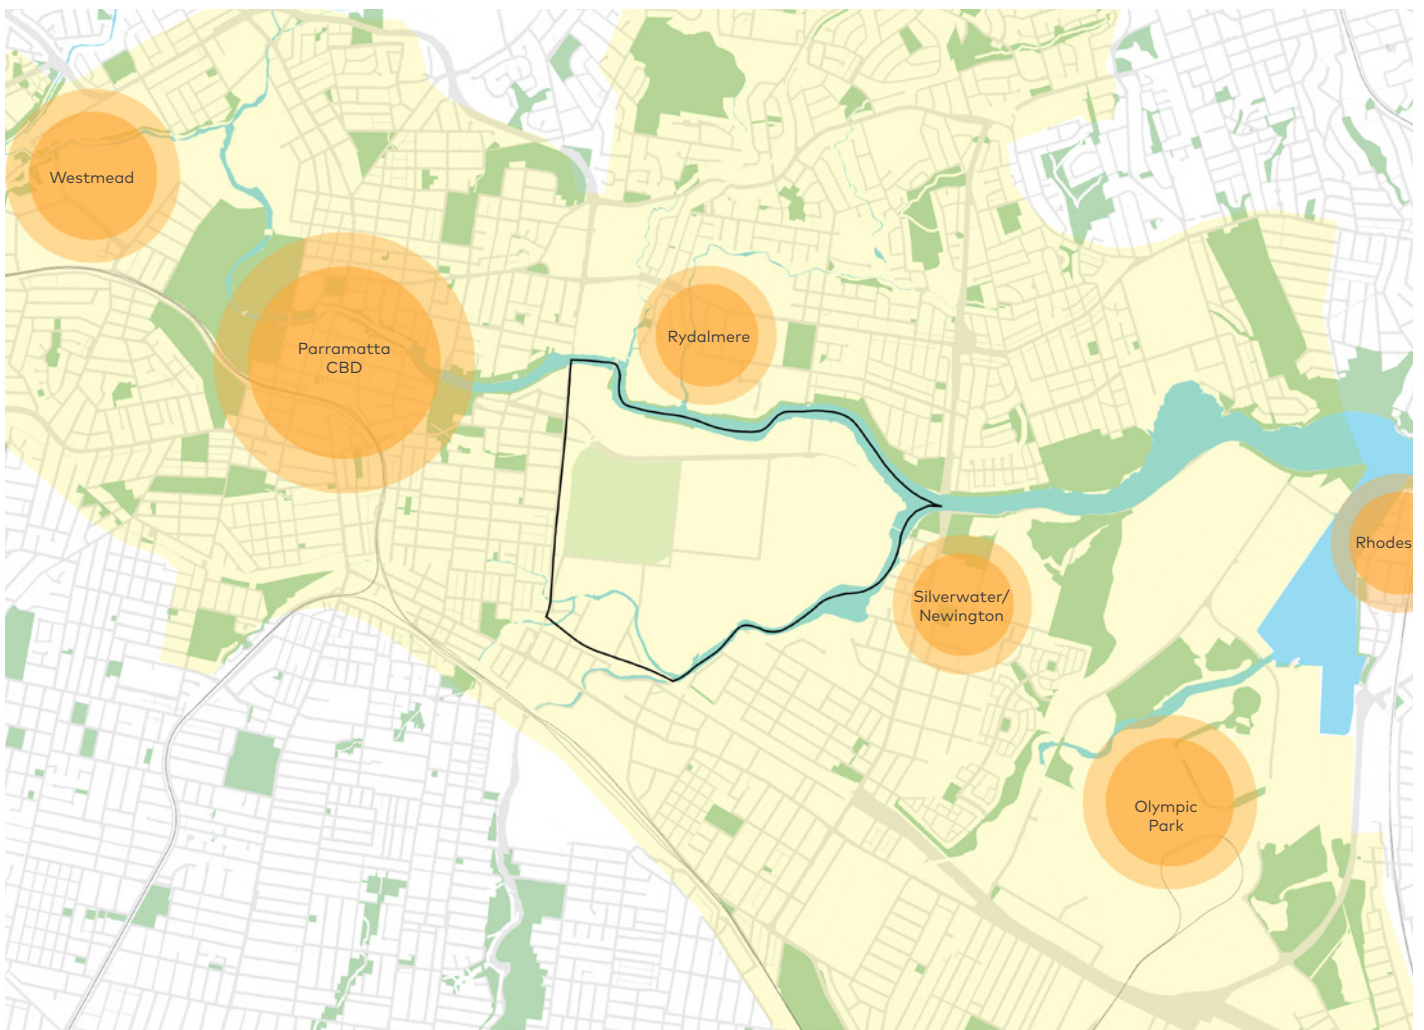 Westmead
Parramatta
CBD
Rydalmere
Rhodes
Silverwater/
Newington
Olympic
Park